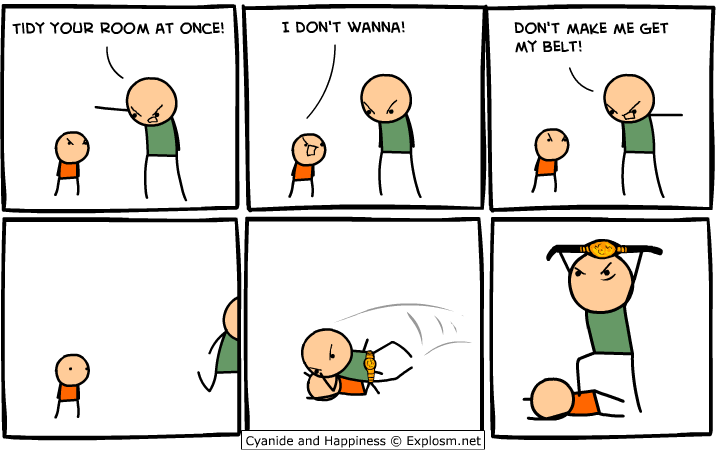 TIDY YOUR ROOM AT ONCE!
I DON'T WANNA!
DON'T MAKE ME GET
MY BELT!
Cyanide and Happiness © Explosm.net